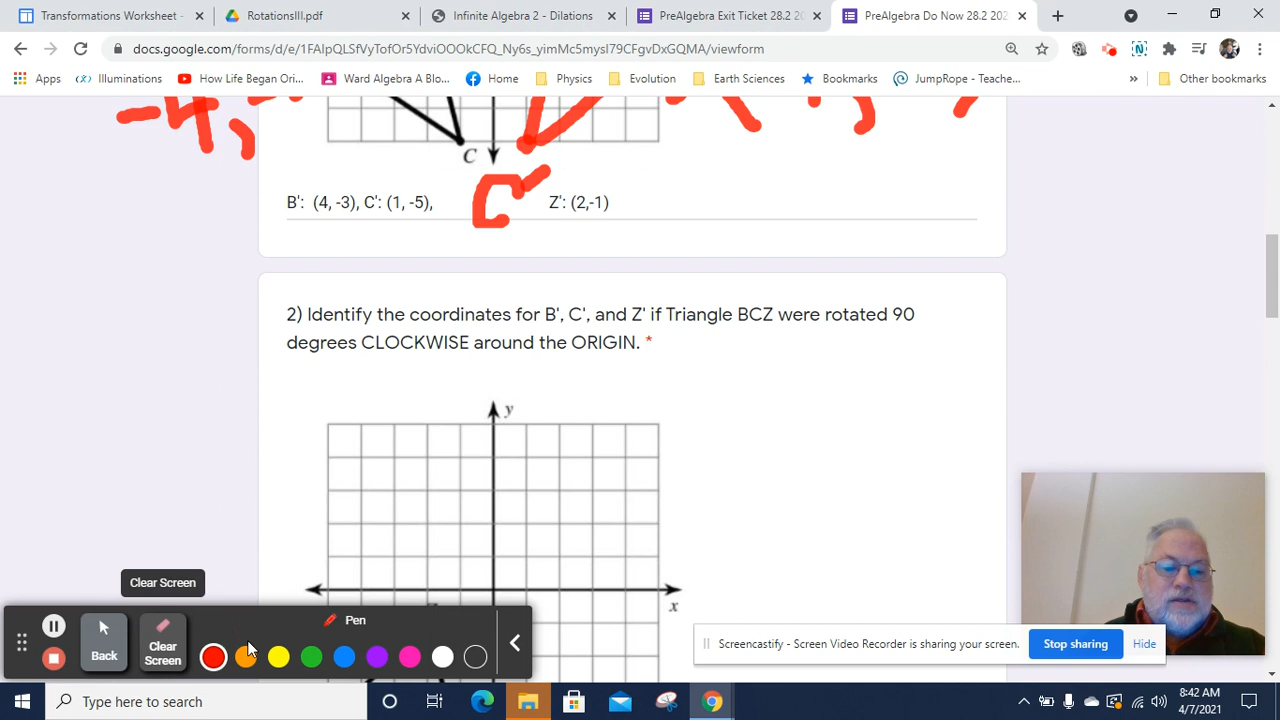 Transformations Worksheet - × RotationsIII.pdf × Infinite Algebra 2 - Dilations × PreAlgebra Exit Ticket 28.2 202 × PreAlgebra Do Now 28.2 202 ×
docs.google.com/forms/d/e/1FAIpQLSfVyTofOr5YdviOOOkCFQ_Ny6s_yimMc5mysl79CFgvDxGQMA/viewform
Apps (×) Illuminations How Life Began Ori... Ward Algebra A Blo... Home Physics Evolution Earth Sciences Bookmarks JumpRope - Teache... » Other bookmarks
-4,
C
C'
B': (4, -3), C': (1, -5), Z': (2,-1)
2) Identify the coordinates for B', C', and Z' if Triangle BCZ were rotated 90
degrees CLOCKWISE around the ORIGIN. *
y
x
Clear Screen
Pen
Back
Clear
Screen
Screencastify - Screen Video Recorder is sharing your screen. Stop sharing Hide
Type here to search
8:42 AM
4/7/2021